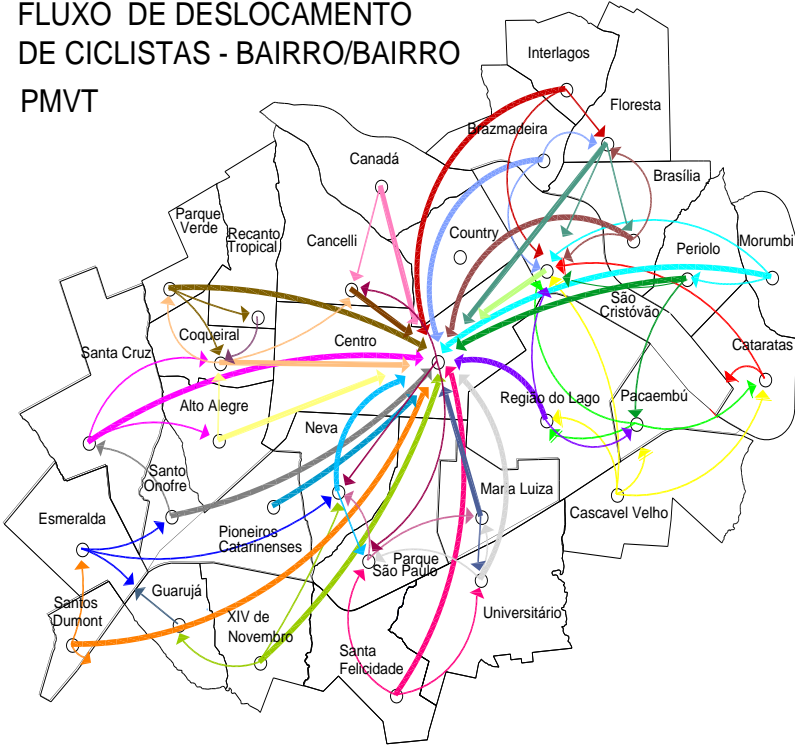 FLUXO DE DESLOCAMENTO
DE CICLISTAS - BAIRRO/BAIRRO
PMVT
Interlagos
Floresta
Brazmadeira
Canadá
Brasília
Parque
Verde
Recanto
Tropical
Cancelli
Country
Periolo
Morumbi
São
Cristóvão
Coqueiral
Centro
Santa Cruz
Cataratas
Alto Alegre
Região do Lago
Pacaembú
Neva
Santo
Onofre
Maria Luiza
Esmeralda
Pioneiros
Catarinenses
Cascavel Velho
Parque
São Paulo
Guarujá
Santos
Dumont
XIV de
Novembro
Universitário
Santa
Felicidade